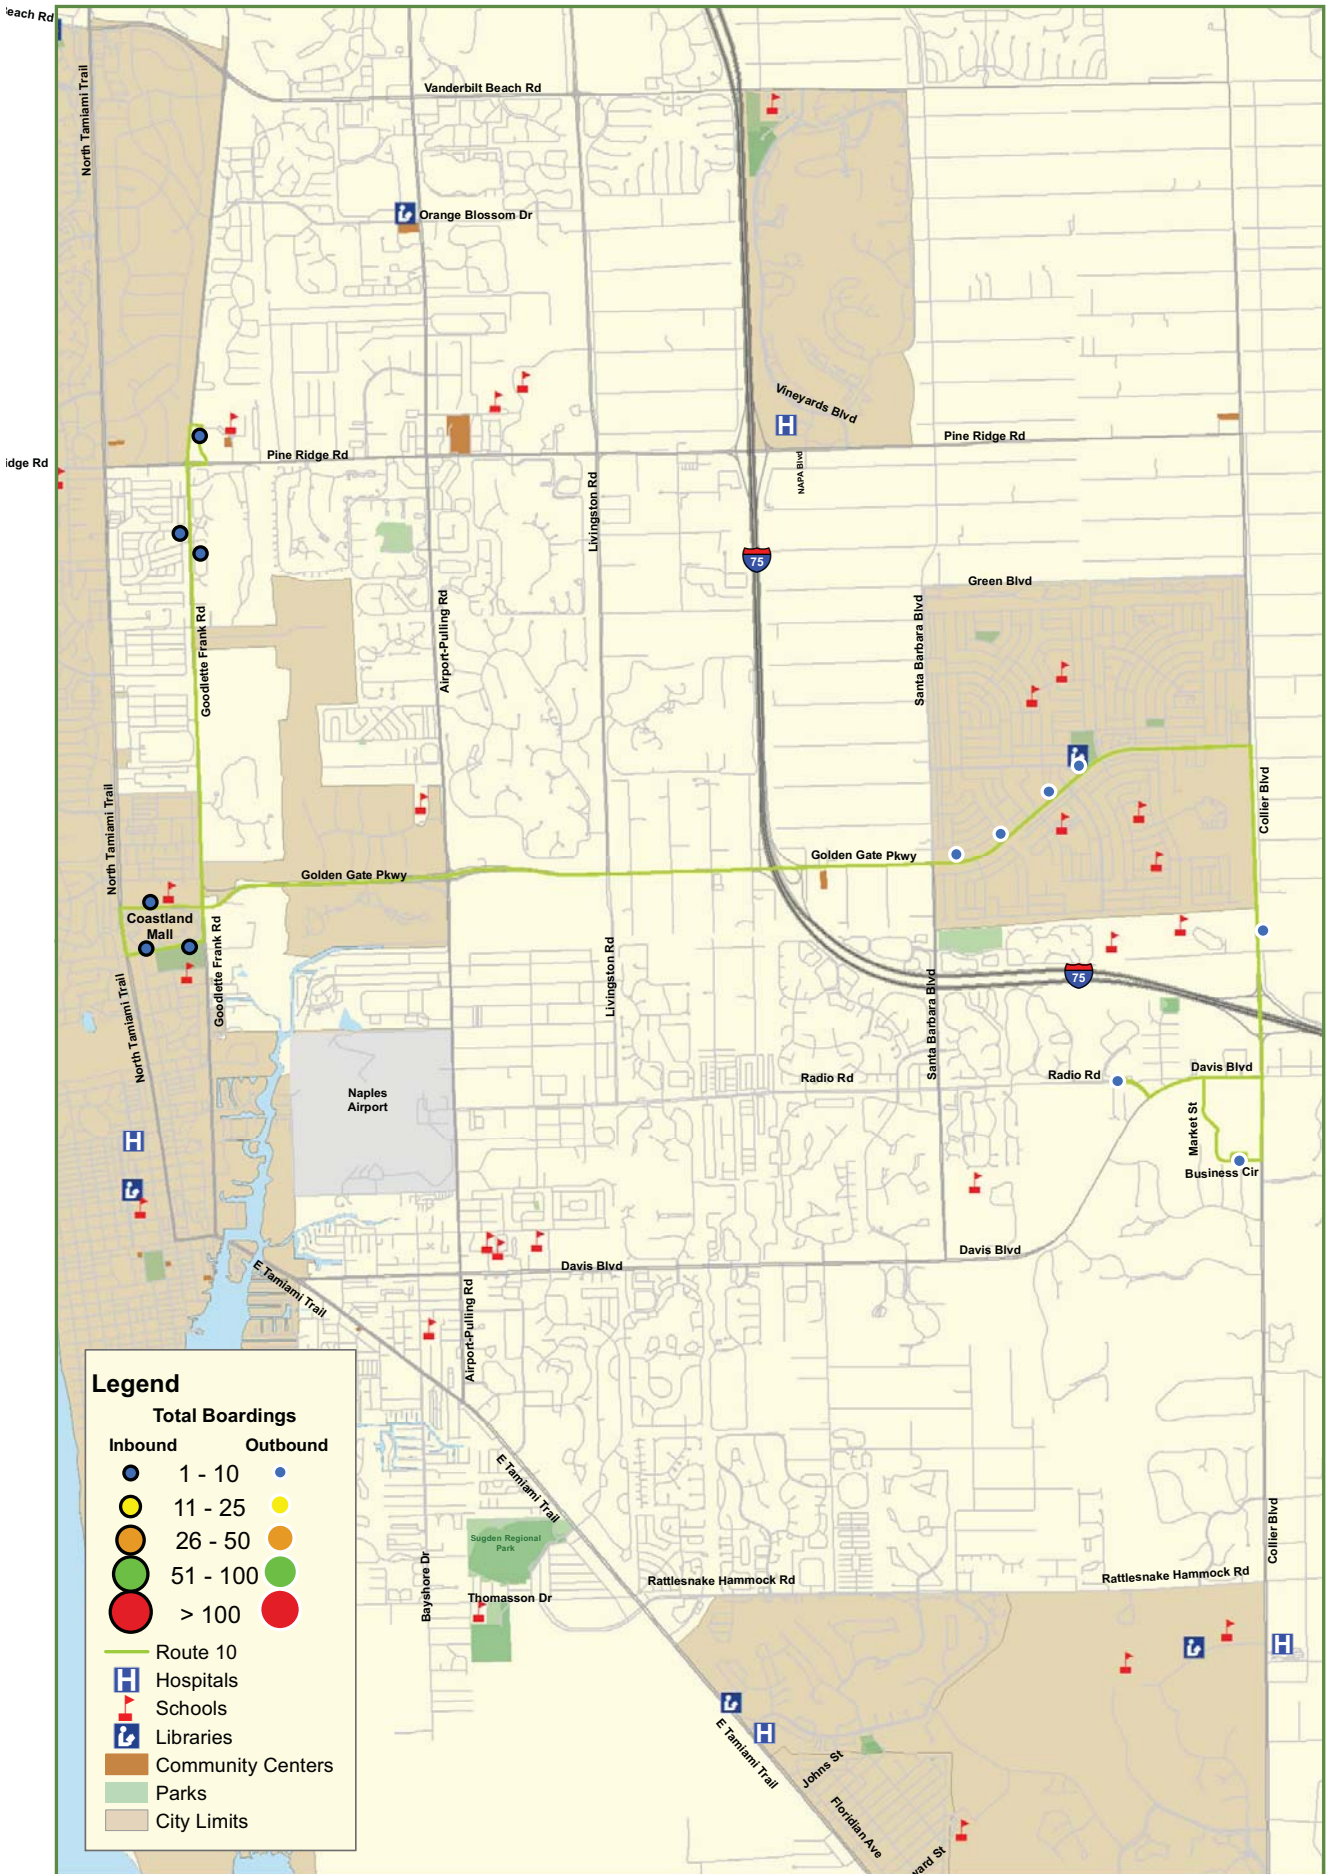 each Rd
North Tamiami Trail
Vanderbilt Beach Rd
Orange Blossom Dr
Vineyards Blvd
H
Pine Ridge Rd
idge Rd
Pine Ridge Rd
NAPA Blvd
Livingston Rd
75
Green Blvd
Goodlette Frank Rd
Airport-Pulling Rd
Santa Barbara Blvd
North Tamiami Trail
Collier Blvd
Golden Gate Pkwy
Golden Gate Pkwy
Coastland
Mall
Goodlette Frank Rd
Livingston Rd
Santa Barbara Blvd
75
North Tamiami Trail
Radio Rd
Radio Rd
Davis Blvd
Naples
Airport
Market St
H
Business Cir
Davis Blvd
Davis Blvd
E Tamiami Trail
Airport-Pulling Rd
Legend
Total Boardings
Inbound Outbound
1 - 10
11 - 25
26 - 50
51 - 100
> 100
Route 10
H Hospitals
Schools
Libraries
Community Centers
Parks
City Limits
E Tamiami Trail
Sugden Regional
Park
Bayshore Dr
Thomasson Dr
Rattlesnake Hammock Rd
Rattlesnake Hammock Rd
Collier Blvd
H
H
E Tamiami Trail
Johns St
Floridian Ave
ward St